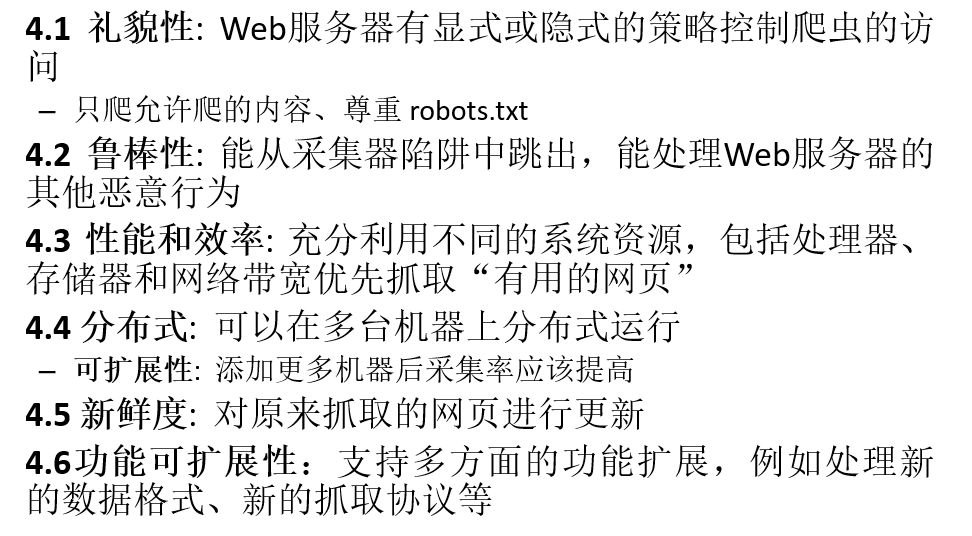 4.1 礼貌性: Web服务器有显式或隐式的策略控制爬虫的访
问
– 只爬允许爬的内容、尊重 robots.txt
4.2 鲁棒性: 能从采集器陷阱中跳出，能处理Web服务器的
其他恶意行为
4.3 性能和效率: 充分利用不同的系统资源，包括处理器、
存储器和网络带宽优先抓取“有用的网页”
4.4 分布式: 可以在多台机器上分布式运行
– 可扩展性: 添加更多机器后采集率应该提高
4.5 新鲜度: 对原来抓取的网页进行更新
4.6功能可扩展性：支持多方面的功能扩展，例如处理新
的数据格式、新的抓取协议等